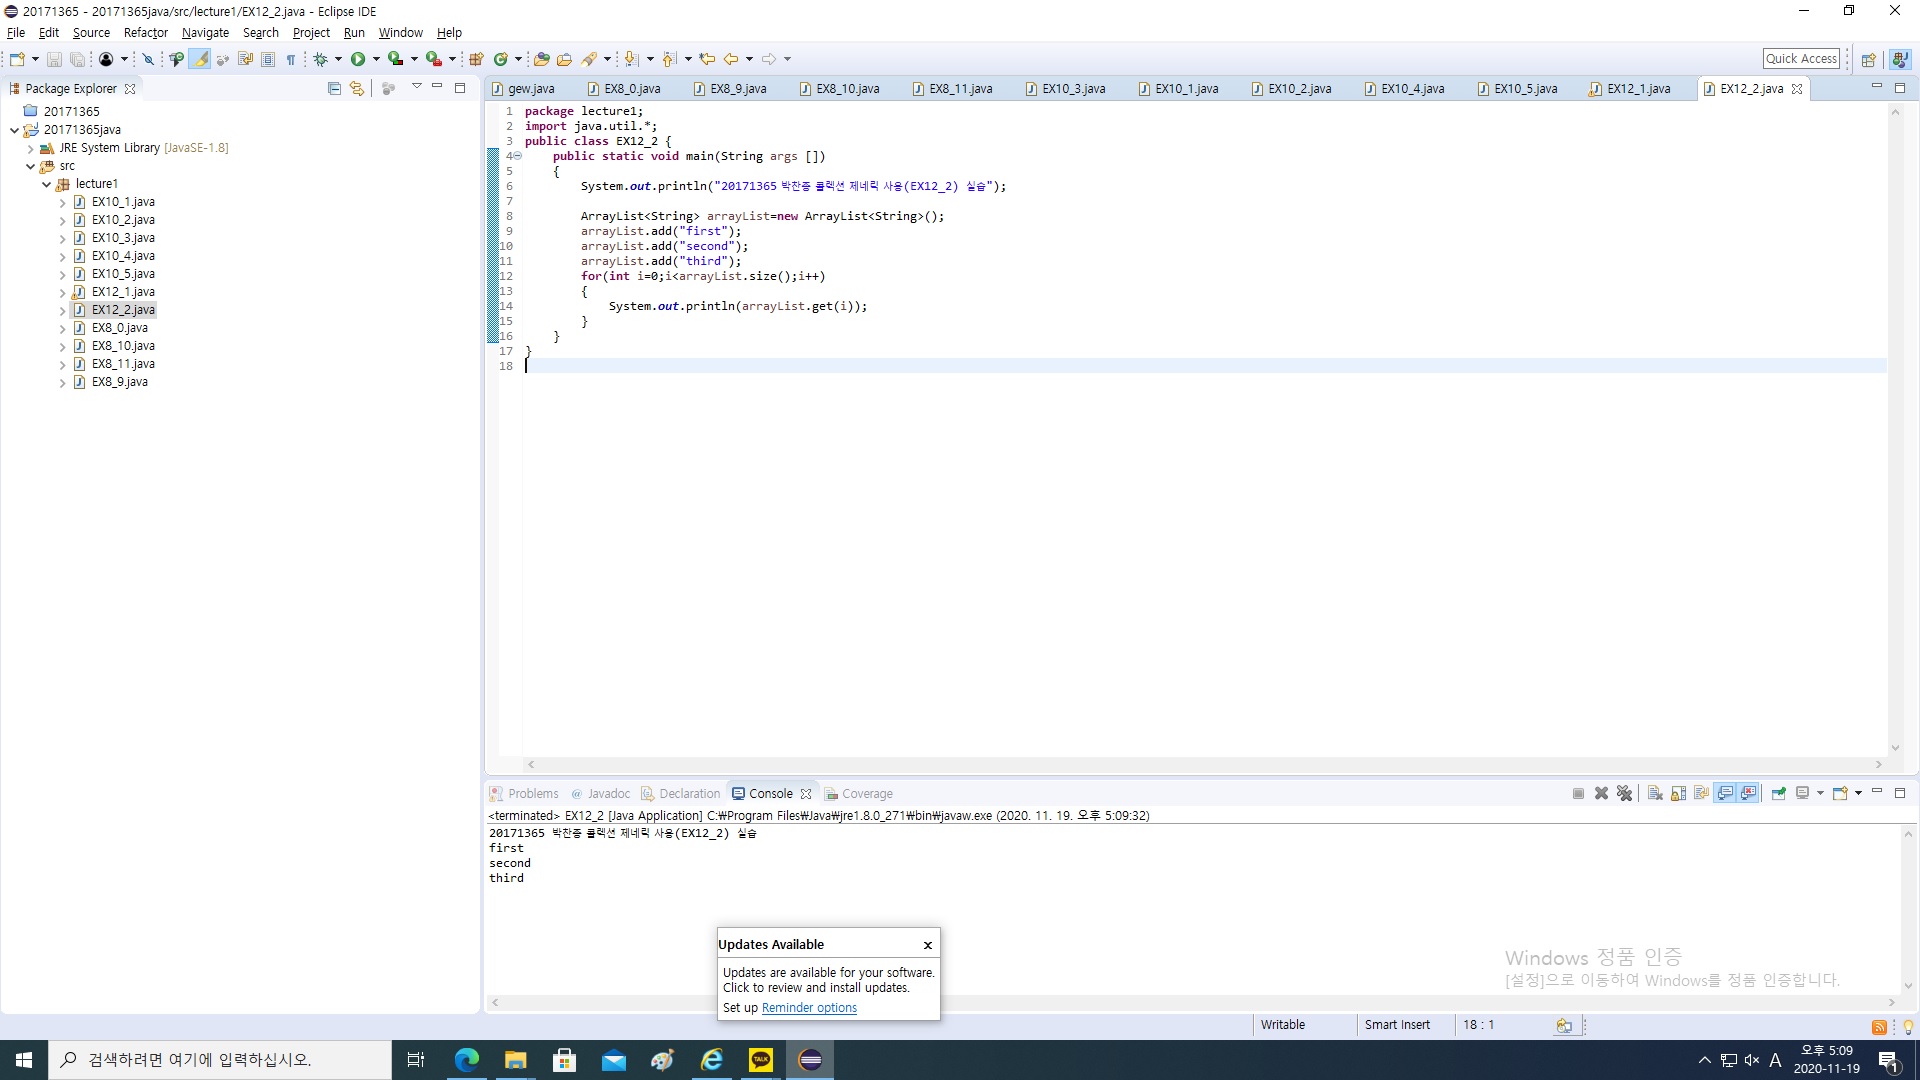 20171365 - 20171365java/src/lecture1/EX12_2.java - Eclipse IDE
File Edit Source Refactor Navigate Search Project Run Window Help
Quick Access
Package Explorer
20171365
20171365java
JRE System Library [JavaSE-1.8]
src
lecture1
EX10_1.java
EX10_2.java
EX10_3.java
EX10_4.java
EX10_5.java
EX12_1.java
EX12_2.java
EX8_0.java
EX8_10.java
EX8_11.java
EX8_9.java
gew.java EX8_0.java EX8_9.java EX8_10.java EX8_11.java EX10_3.java EX10_1.java EX10_2.java EX10_4.java EX10_5.java EX12_1.java EX12_2.java
1 package lecture1;
2 import java.util.*;
3 public class EX12_2 {
4 public static void main(String args [])
5 {
6 System.out.println("20171365 박찬종 콜렉션 제네릭 사용(EX12_2) 실습");
7
8 ArrayList<String> arrayList=new ArrayList<String>();
9 arrayList.add("first");
10 arrayList.add("second");
11 arrayList.add("third");
12 for(int i=0;i<arrayList.size();i++)
13 {
14 System.out.println(arrayList.get(i));
15 }
16 }
17 }
18
Problems @ Javadoc Declaration Console Coverage
<terminated> EX12_2 [Java Application] C:₩Program Files₩Java₩jre1.8.0_271₩bin₩javaw.exe (2020. 11. 19. 오후 5:09:32)
20171365 박찬종 콜렉션 제네릭 사용(EX12_2) 실습
first
second
third
Updates Available
Updates are available for your software.
Click to review and install updates.
Set up Reminder options
Windows 정품 인증
[설정]으로 이동하여 Windows를 정품 인증합니다.
Writable Smart Insert 18 : 1
검색하려면 여기에 입력하십시오.
TALK
A
오후 5:09
2020-11-19
1